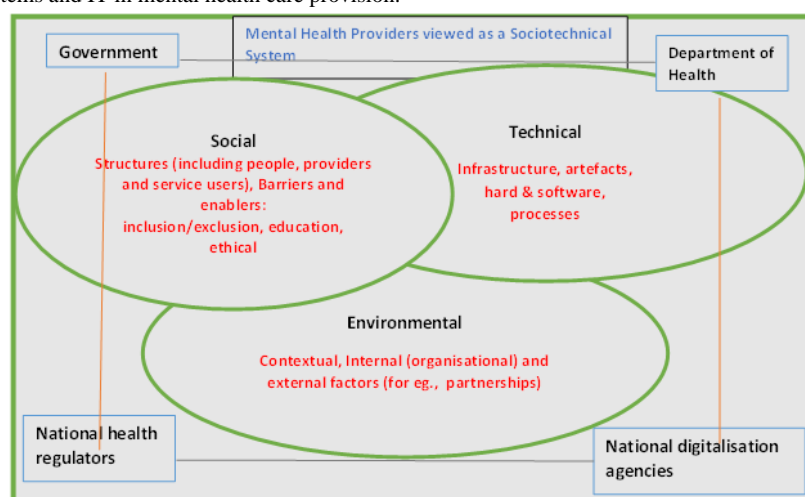 Mental Health Providers viewed as a Sociotechnical
System
Government
Department of
Health
Social
Structures (including people, providers
and service users), Barriers and
enablers:
inclusion/exclusion, education,
ethical
Technical
Infrastructure, artefacts,
hard & software,
processes
Environmental
Contextual, Internal (organisational) and
external factors (for eg., partnerships)
National health
regulators
National digitalisation
agencies